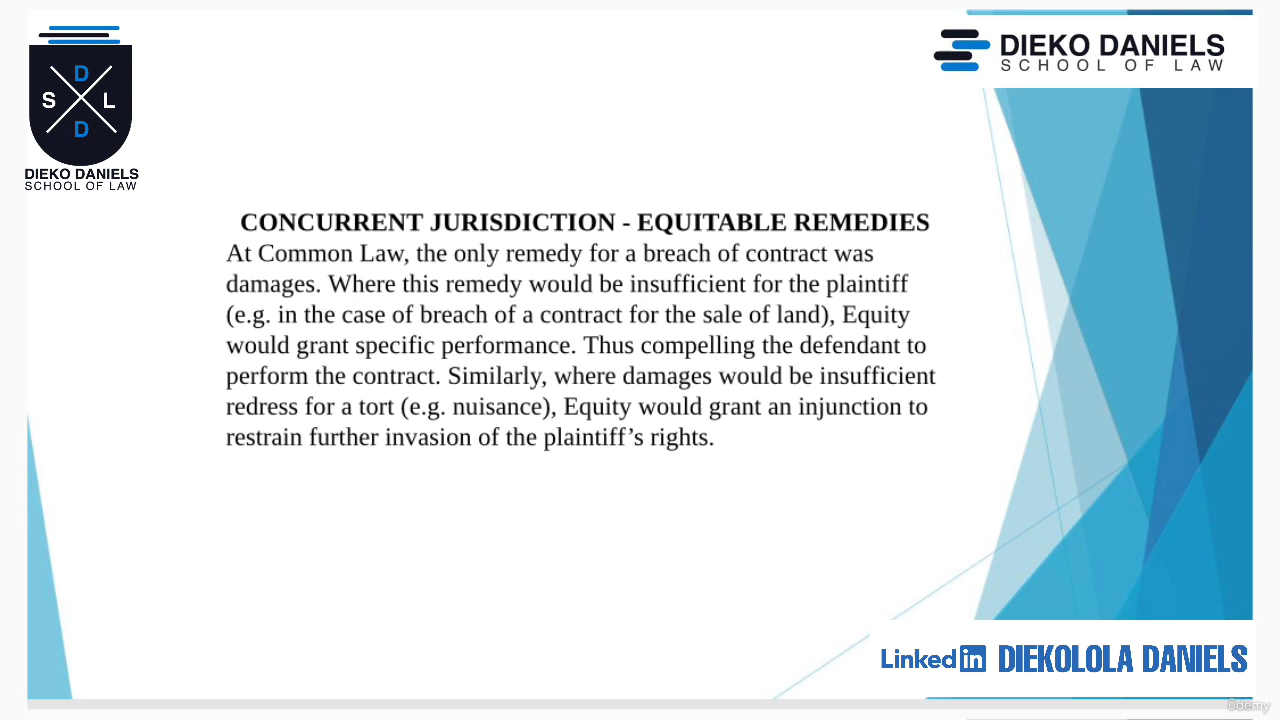 D
S L
D
DIEKO DANIELS
SCHOOL OF LAW
DIEKO DANIELS
SCHOOL OF LAW
CONCURRENT JURISDICTION - EQUITABLE REMEDIES
At Common Law, the only remedy for a breach of contract was
damages. Where this remedy would be insufficient for the plaintiff
(e.g. in the case of breach of a contract for the sale of land), Equity
would grant specific performance. Thus compelling the defendant to
perform the contract. Similarly, where damages would be insufficient
redress for a tort (e.g. nuisance), Equity would grant an injunction to
restrain further invasion of the plaintiff’s rights.
Linked in DIEKOLOLA DANIELS
ûdemy